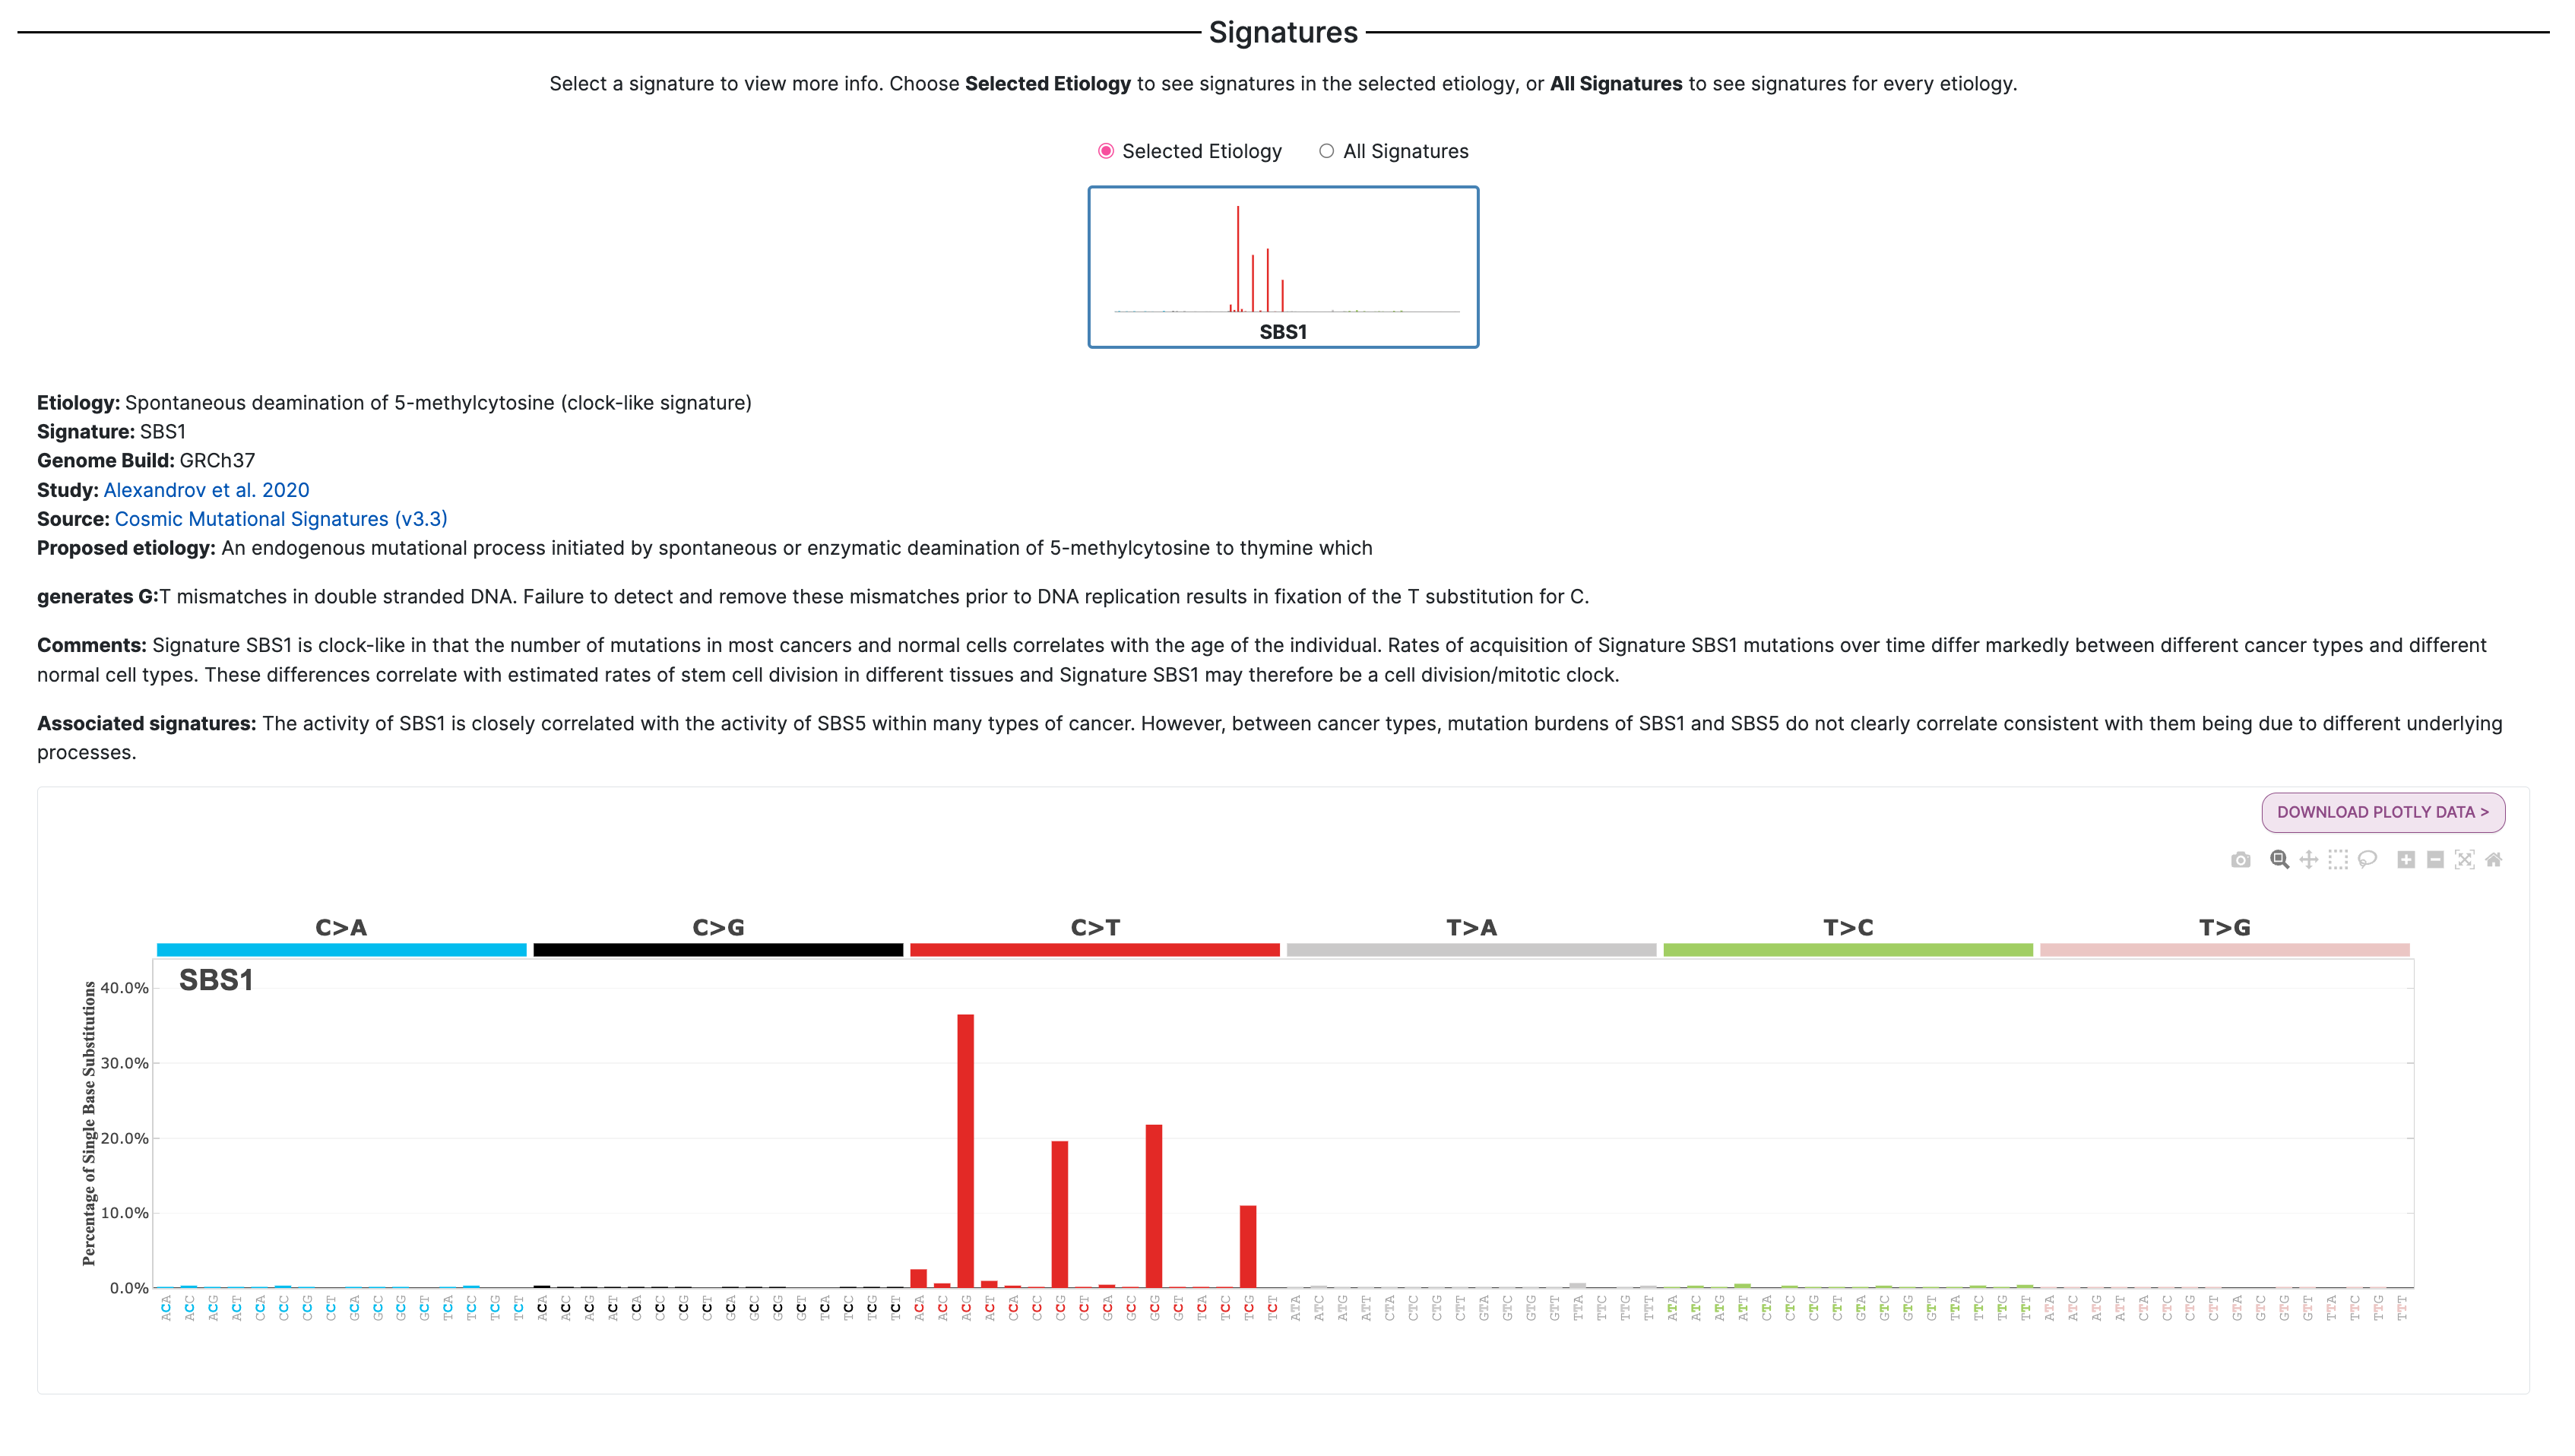 Signatures
Select a signature to view more info. Choose Selected Etiology to see signatures in the selected etiology, or All Signatures to see signatures for every etiology.
Selected Etiology
All Signatures
SBS1
Etiology: Spontaneous deamination of 5-methylcytosine (clock-like signature)
Signature: SBS1
Genome Build: GRCh37
Study: Alexandrov et al. 2020
Source: Cosmic Mutational Signatures (v3.3)
Proposed etiology: An endogenous mutational process initiated by spontaneous or enzymatic deamination of 5-methylcytosine to thymine which
generates G:T mismatches in double stranded DNA. Failure to detect and remove these mismatches prior to DNA replication results in fixation of the T substitution for C.
Comments: Signature SBS1 is clock-like in that the number of mutations in most cancers and normal cells correlates with the age of the individual. Rates of acquisition of Signature SBS1 mutations over time differ markedly between different cancer types and different
normal cell types. These differences correlate with estimated rates of stem cell division in different tissues and Signature SBS1 may therefore be a cell division/mitotic clock.
Associated signatures: The activity of SBS1 is closely correlated with the activity of SBS5 within many types of cancer. However, between cancer types, mutation burdens of SBS1 and SBS5 do not clearly correlate consistent with them being due to different underlying
processes.
DOWNLOAD PLOTLY DATA >
C>A C>G C>T T>A T>C T>G
SBS1
Percentage of Single Base Substitutions
40.0%
30.0%
20.0%
10.0%
0.0%
ACA ACC ACG ACT CCA CCC CCG CCT GCA GCC GCG GCT TCA TCC TCG TCT ACA ACC ACG ACT CCA CCC CCG CCT GCA GCC GCG GCT TCA TCC TCG TCT ACA ACC ACG ACT CCA CCC CCG CCT GCA GCC GCG GCT TCA TCC TCG TCT ATA ATC ATG ATT CTA CTC CTG CTT GTA GTC GTG GTT TTA TTC TTG TTT ATA ATC ATG ATT CTA CTC CTG CTT GTA GTC GTG GTT TTA TTC TTG TTT ATA ATC ATG ATT CTA CTC CTG CTT GTA GTC GTG GTT TTA TTC TTG TTT